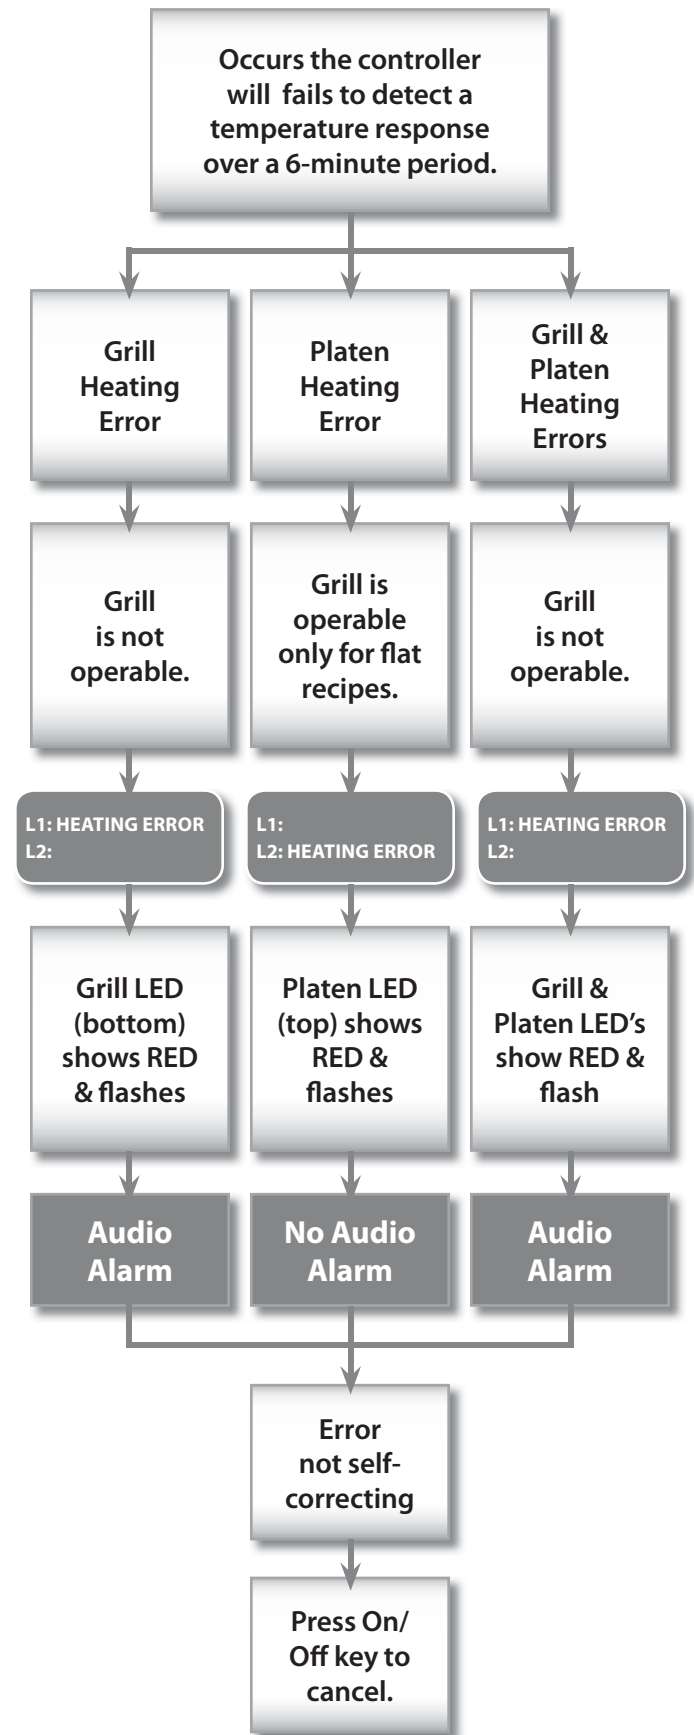 Occurs the controller
will fails to detect a
temperature response
over a 6-minute period.
Grill
Heating
Error
Platen
Heating
Error
Grill &
Platen
Heating
Errors
Grill
is not
operable.
Grill is
operable
only for flat
recipes.
Grill
is not
operable.
L1: HEATING ERROR
L2:
L1:
L2: HEATING ERROR
L1: HEATING ERROR
L2:
Grill LED
(bottom)
shows RED
& flashes
Platen LED
(top) shows
RED &
flashes
Grill &
Platen LED’s
show RED &
flash
Audio
Alarm
No Audio
Alarm
Audio
Alarm
Error
not self-
correcting
Press On/
Off key to
cancel.